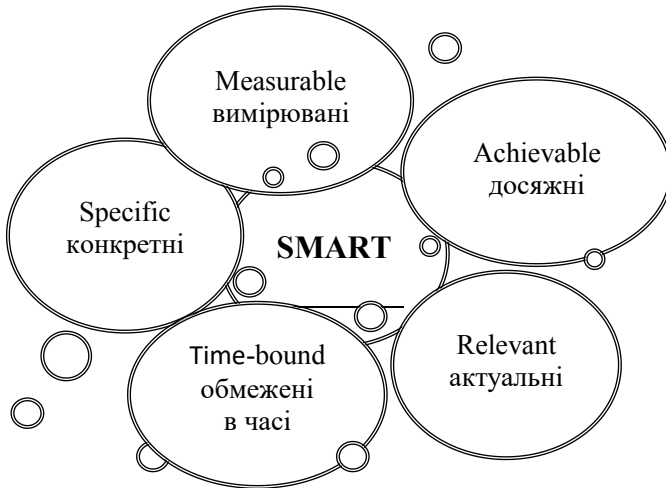 Measurable
вимірювані
Achievable
досяжні
Specific
конкретні
SMART
Time-bound
обмежені
в часі
Relevant
актуальні